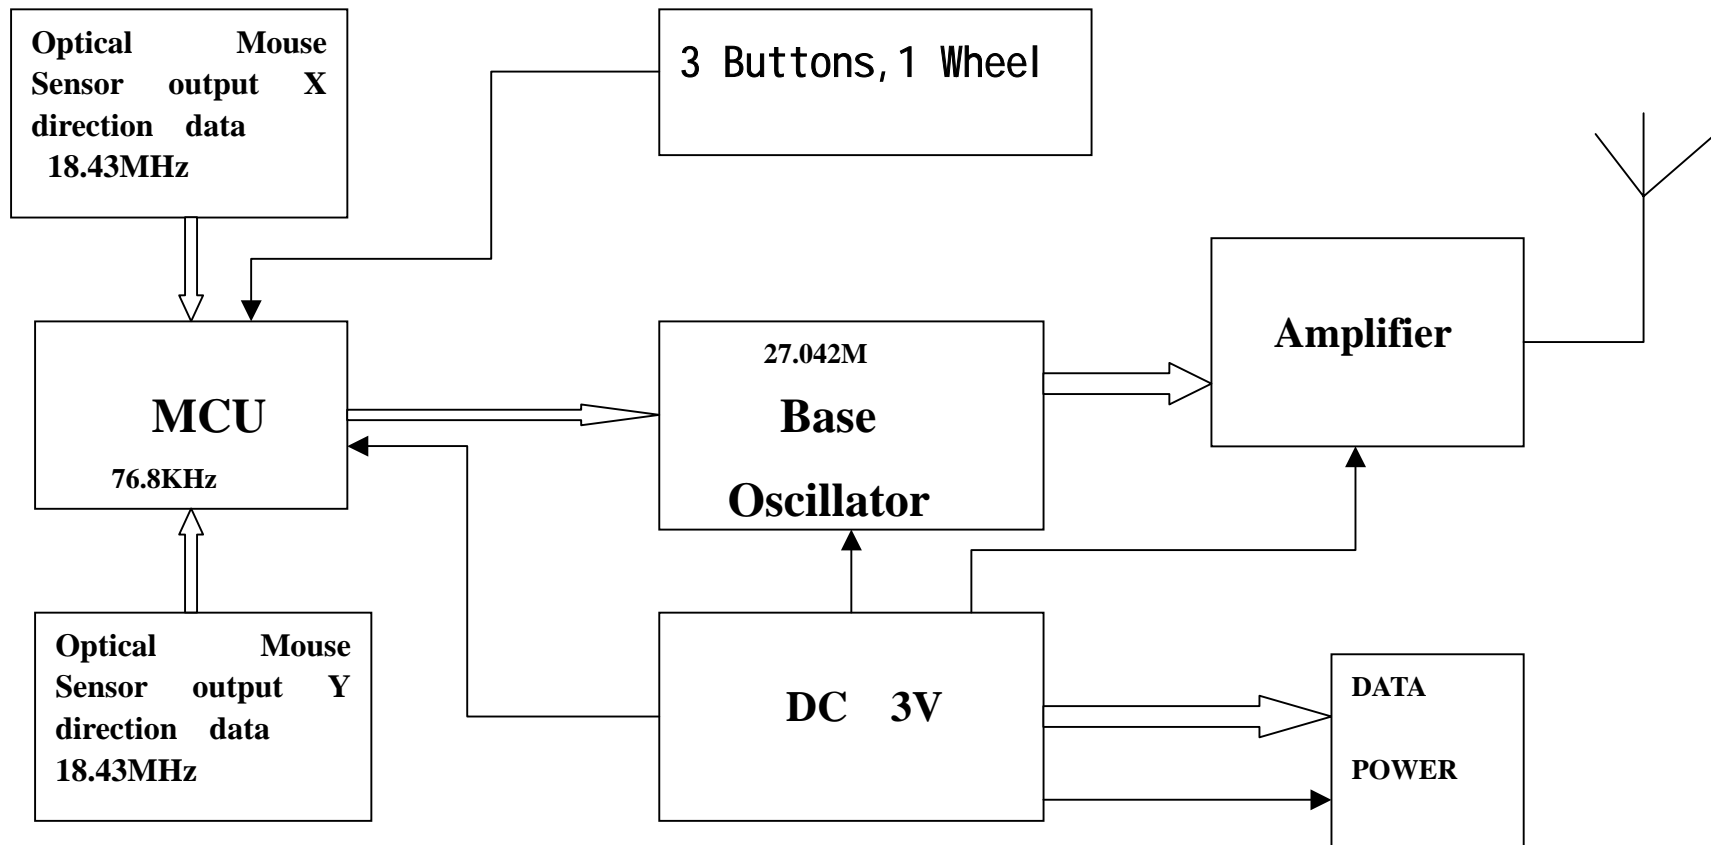 Optical Mouse
Sensor output X
direction data
18.43MHz
3 Buttons,1 Wheel
Amplifier
MCU
76.8KHz
27.042M
Base
Oscillator
Optical Mouse
Sensor output Y
direction data
18.43MHz
DC 3V
DATA
POWER